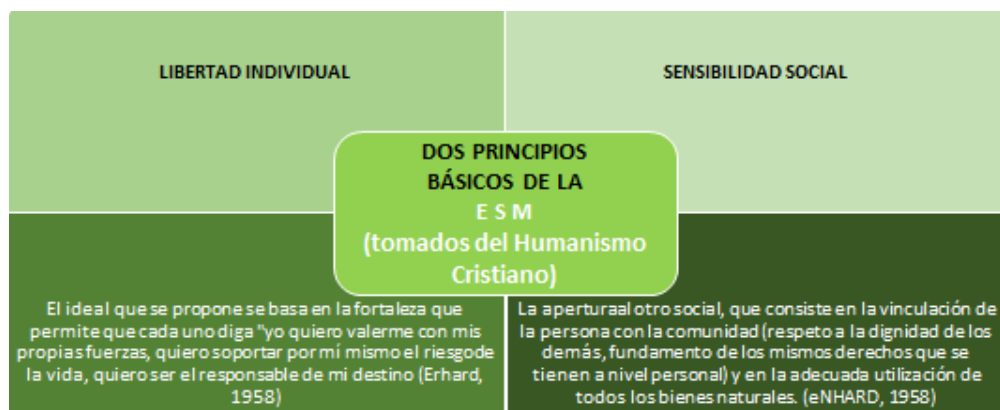 LIBERTAD INDIVIDUAL
SENSIBILIDAD SOCIAL
DOS PRINCIPIOS
BÁSICOS DE LA
E S M
(tomados del Humanismo
Cristiano)
El ideal que se propone se basa en la fortaleza que
permite que cada uno diga "yo quiero valerme con mis
propias fuerzas, quiero soportar por mí mismo el riesgode
la vida, quiero ser el responsable de mi destino (Erhard,
1958)
La aperturaal otro social, que consiste en la vinculación de
la persona con la comunidad (respeto a la dignidad de los
demás, fundamento de los mismos derechos que se
tienen a nivel personal) y en la adecuada utilización de
todos los bienes naturales. (eNHARD, 1958)